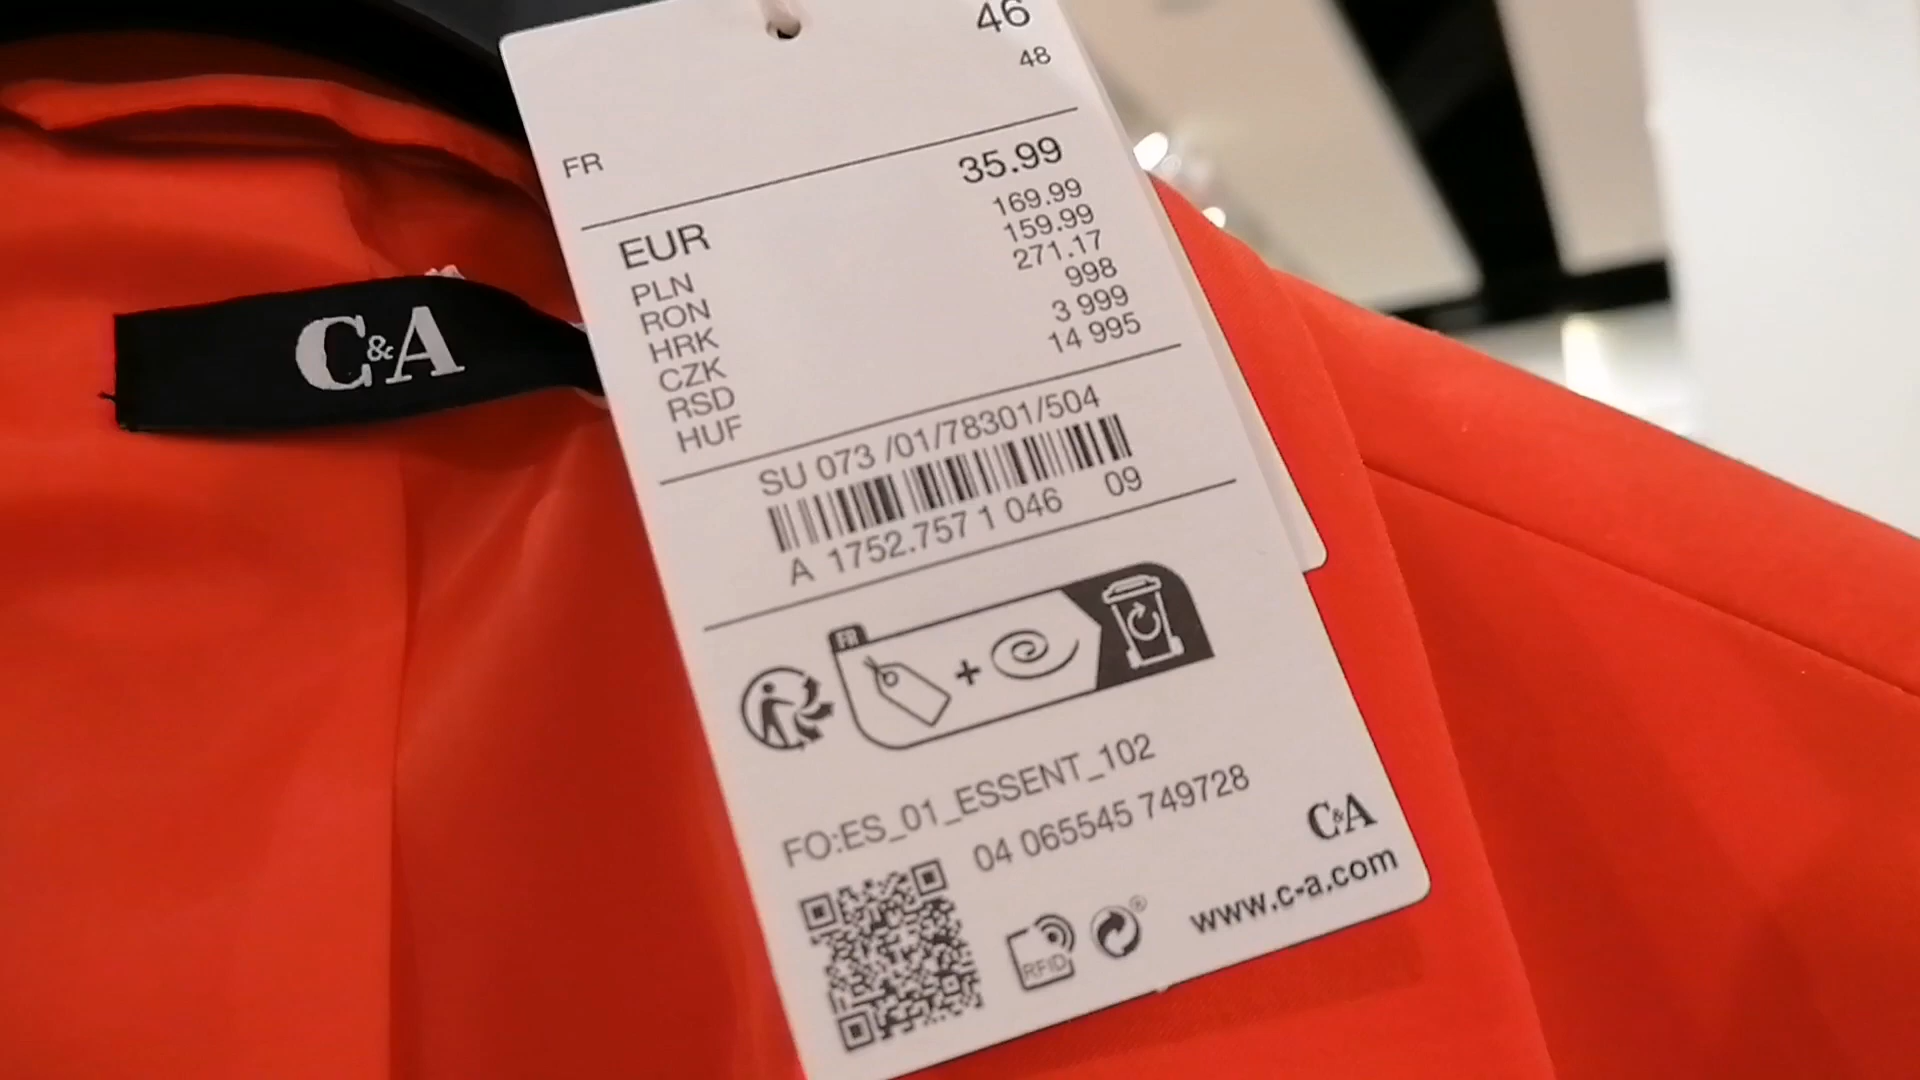 46
48
FR
EUR 35.99
PLN 169.99
RON 159.99
HRK 271.17
CZK 998
RSD 3 999
HUF 14 995
SU 073 /01/78301/504
A 1752.757 1 046 09
FR
+
FO:ES_01_ESSENT_102
04 065545 749728
RFID
®
C&A
www.c-a.com
C&A